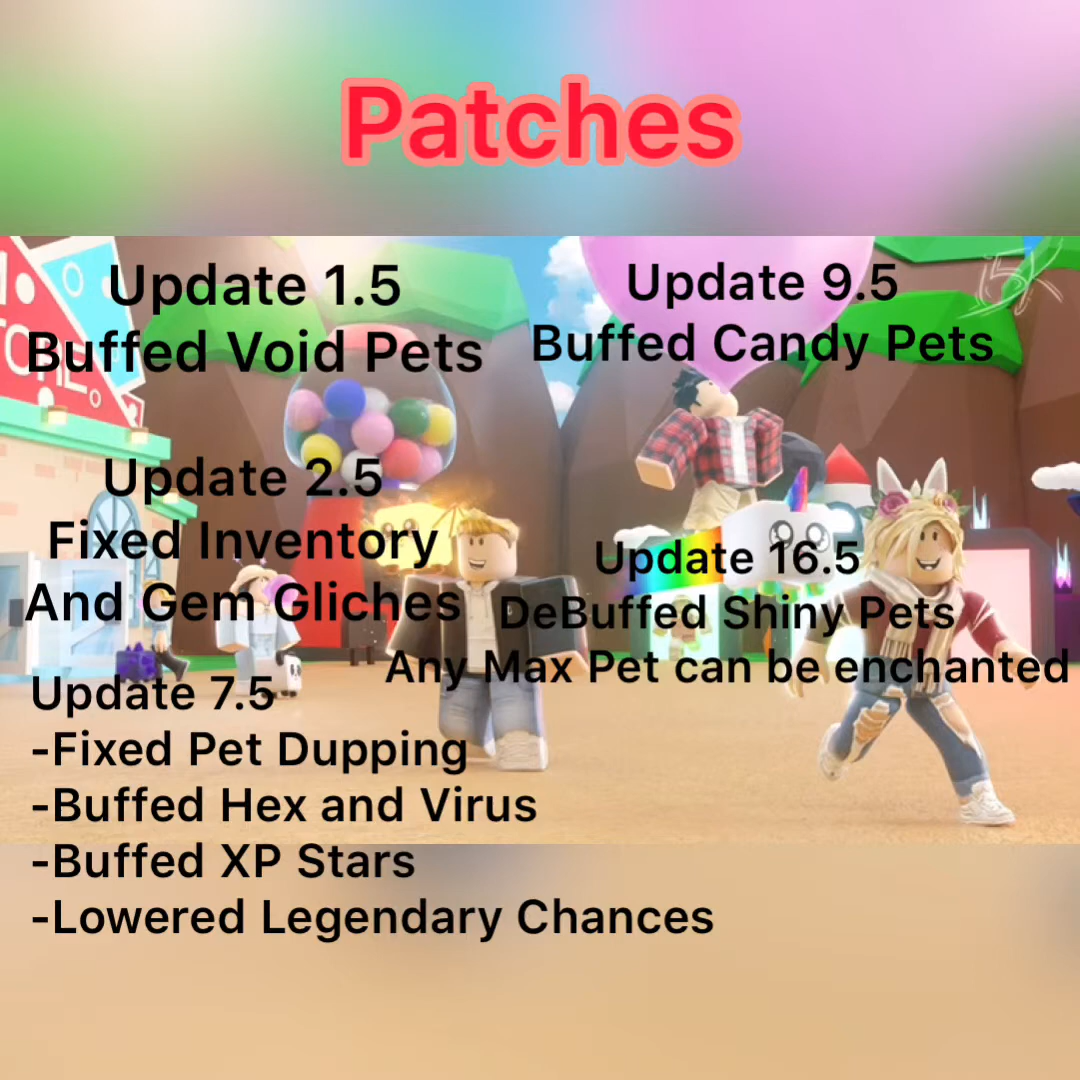 Patches
Update 1.5
Buffed Void Pets
Update 2.5
Fixed Inventory
And Gem Gliches
Update 7.5
-Fixed Pet Dupping
-Buffed Hex and Virus
-Buffed XP Stars
-Lowered Legendary Chances
Update 9.5
Buffed Candy Pets
Update 16.5
DeBuffed Shiny Pets
Any Max Pet can be enchanted